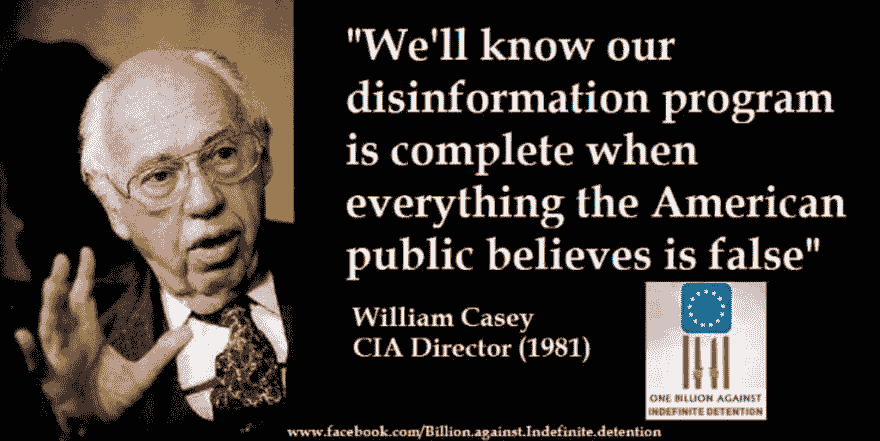 "We'll know our
disinformation program
is complete when
everything the American
public believes is false"
William Casey
CIA Director (1981)
ONE BILLION AGAINST
INDEFINITE DETENTION
www.facebook.com/Billion.against.Indefinite.detention